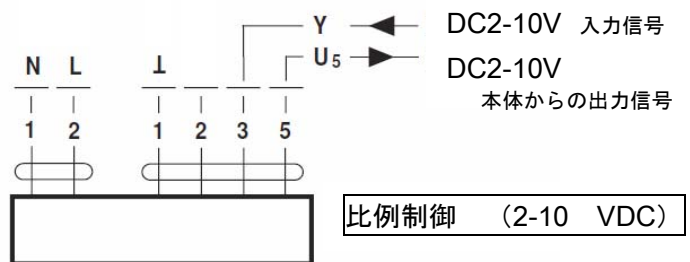 Y DC2-10V 入力信号
U5 DC2-10V
本体からの出力信号
N L ⊥
1 2 1 2 3 5
比例制御 (2-10 VDC)